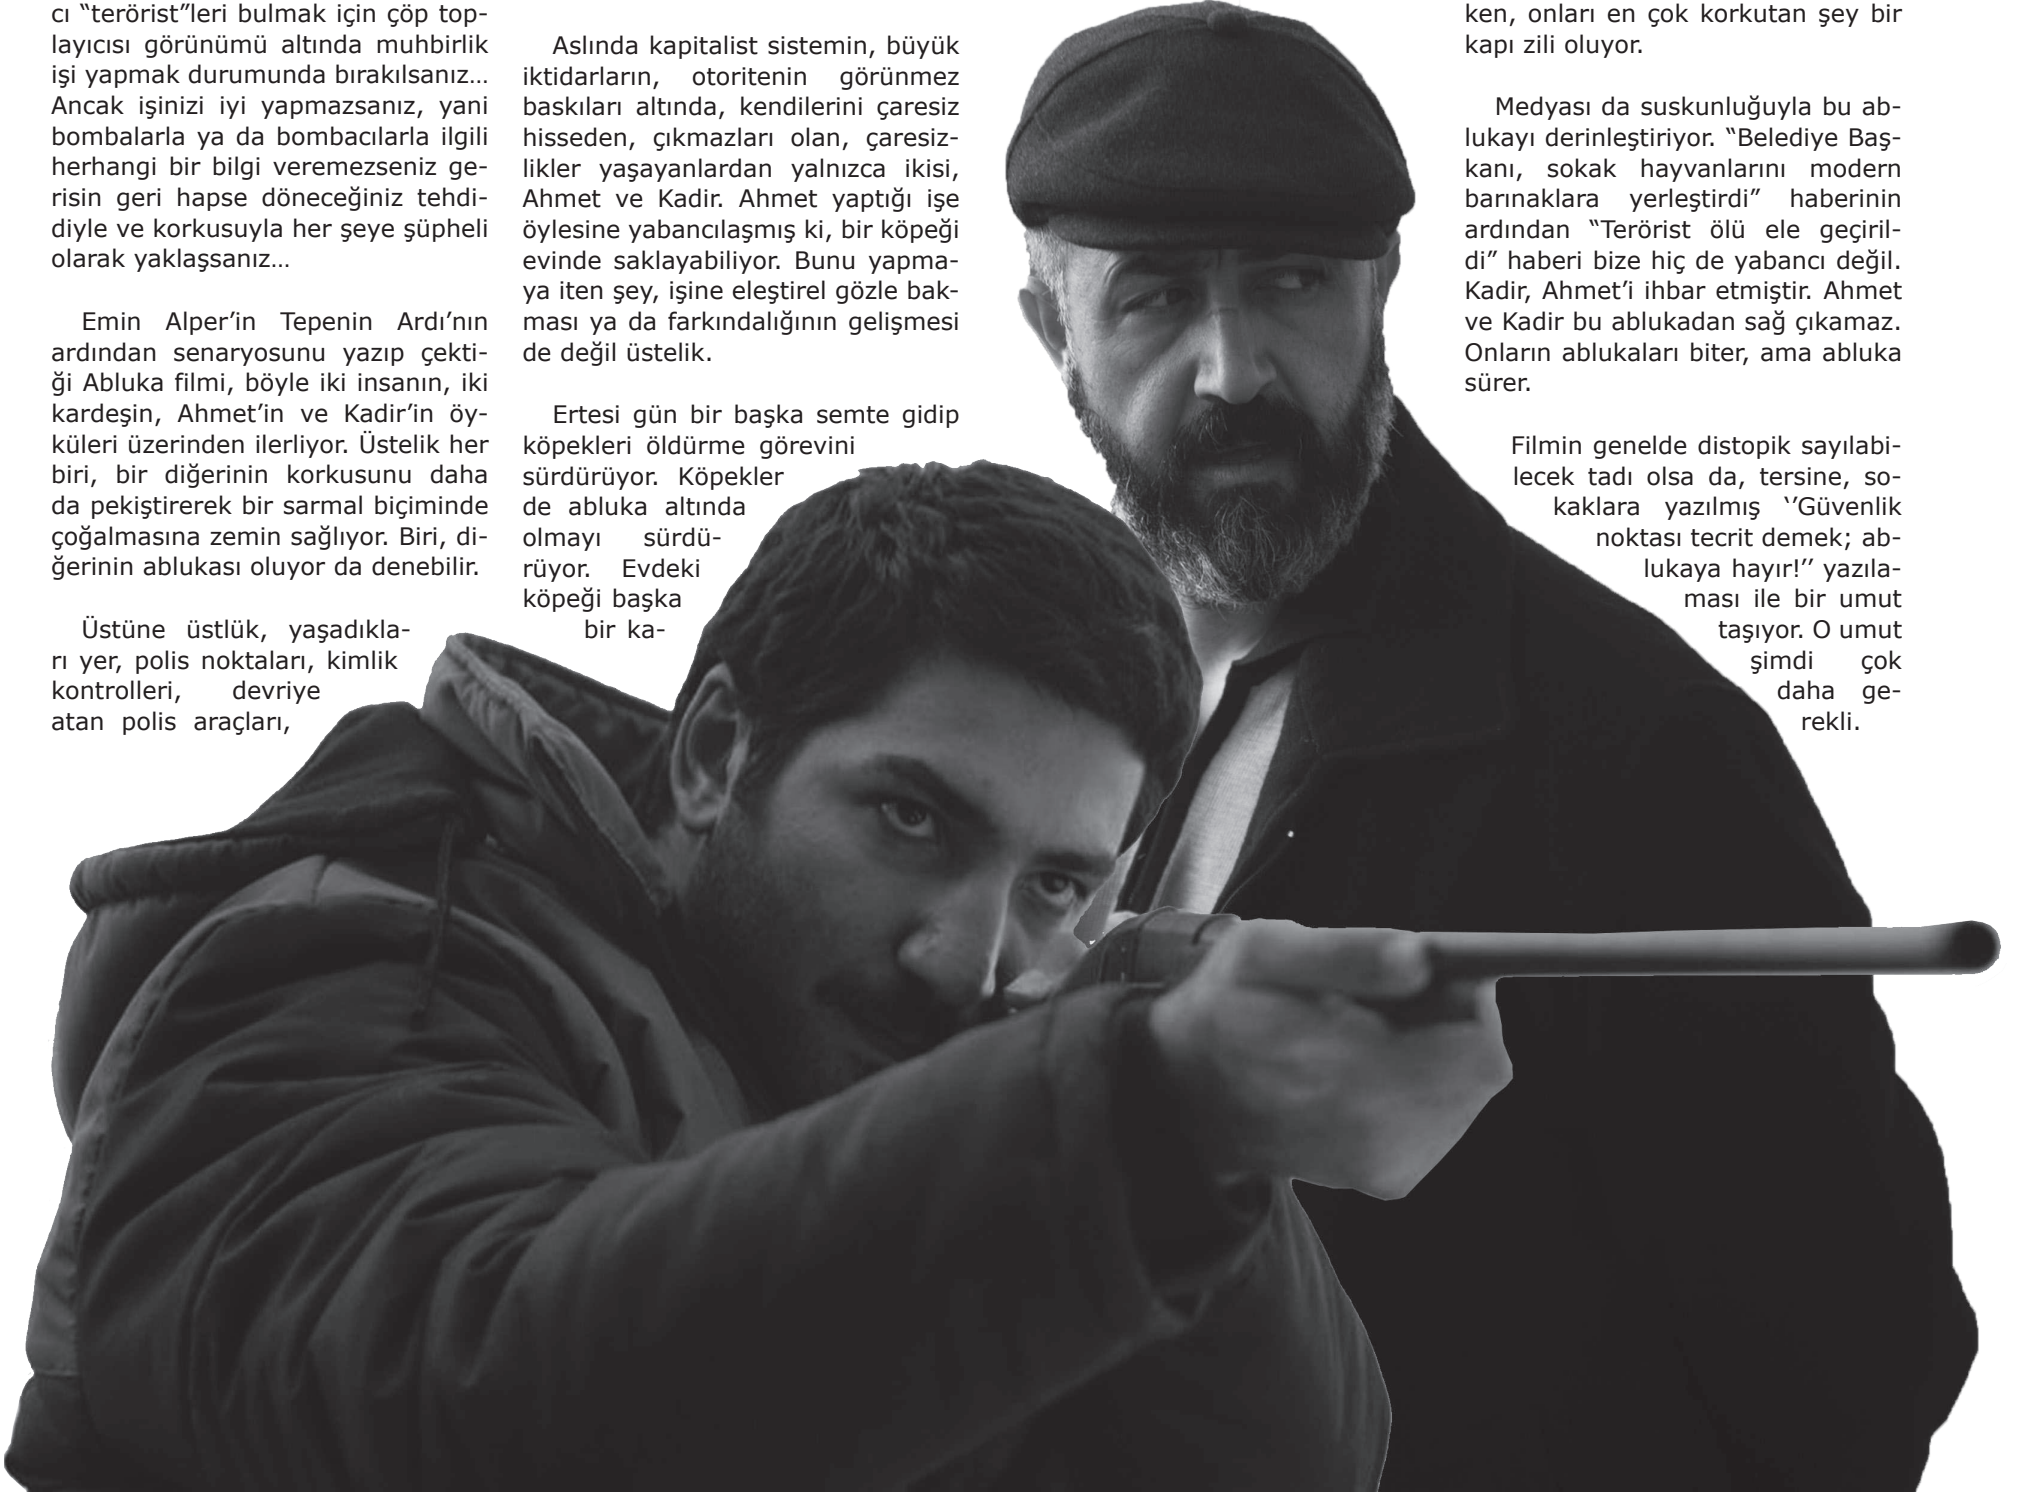 cı “terörist”leri bulmak için çöp top-
layıcısı görünümü altında muhbirlik
işi yapmak durumunda bırakılsanız…
Ancak işinizi iyi yapmazsanız, yani
bombalarla ya da bombacılarla ilgili
herhangi bir bilgi veremezseniz ge-
risin geri hapse döneceğiniz tehdi-
diyle ve korkusuyla her şeye şüpheli
olarak yaklaşsanız…
Emin Alper’in Tepenin Ardı’nın
ardından senaryosunu yazıp çekti-
ği Abluka filmi, böyle iki insanın, iki
kardeşin, Ahmet’in ve Kadir’in öy-
küleri üzerinden ilerliyor. Üstelik her
biri, bir diğerinin korkusunu daha
da pekiştirerek bir sarmal biçiminde
çoğalmasına zemin sağlıyor. Biri, di-
ğerinin ablukası oluyor da denebilir.
Üstüne üstlük, yaşadıkla-
rı yer, polis noktaları, kimlik
kontrolleri, devriye
atan polis araçları,
Aslında kapitalist sistemin, büyük
iktidarların, otoritenin görünmez
baskıları altında, kendilerini çaresiz
hisseden, çıkmazları olan, çaresiz-
likler yaşayanlardan yalnızca ikisi,
Ahmet ve Kadir. Ahmet yaptığı işe
öylesine yabancılaşmış ki, bir köpeği
evinde saklayabiliyor. Bunu yapma-
ya iten şey, işine eleştirel gözle bak-
ması ya da farkındalığının gelişmesi
de değil üstelik.
Ertesi gün bir başka semte gidip
köpekleri öldürme görevini
sürdürüyor. Köpekler
de abluka altında
olmayı sürdü-
rüyor. Evdeki
köpeği başka
bir ka-
ken, onları en çok korkutan şey bir
kapı zili oluyor.
Medyası da suskunluğuyla bu ab-
lukayı derinleştiriyor. “Belediye Baş-
kanı, sokak hayvanlarını modern
barınaklara yerleştirdi” haberinin
ardından “Terörist ölü ele geçiril-
di” haberi bize hiç de yabancı değil.
Kadir, Ahmet’i ihbar etmiştir. Ahmet
ve Kadir bu ablukadan sağ çıkamaz.
Onların ablukaları biter, ama abluka
sürer.
Filmin genelde distopik sayılabi-
lecek tadı olsa da, tersine, so-
kaklara yazılmış ‘’Güvenlik
noktası tecrit demek; ab-
lukaya hayır!’’ yazıla-
ması ile bir umut
taşıyor. O umut
şimdi çok
daha ge-
rekli.